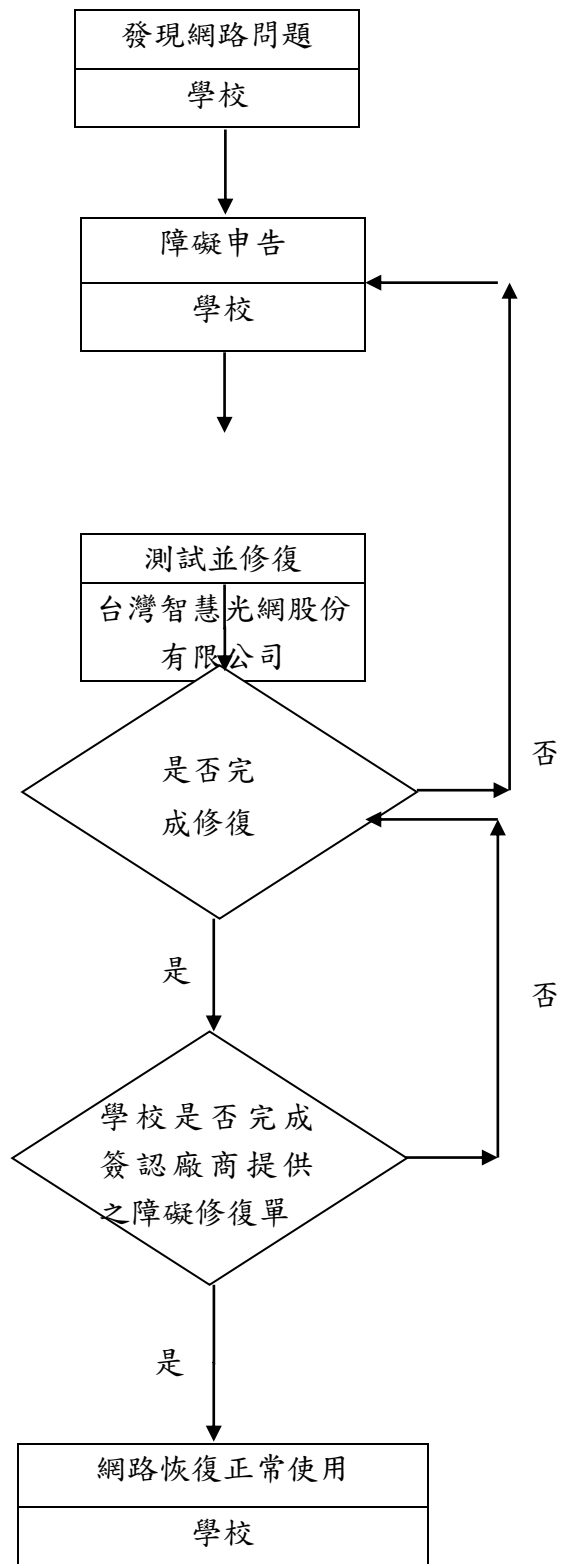 發現網路問題
學校
障礙申告
學校
測試並修復
台灣智慧光網股份
有限公司
是否完
成修復
否
是
否
學校是否完成
簽認廠商提供
之障礙修復單
是
網路恢復正常使用
學校